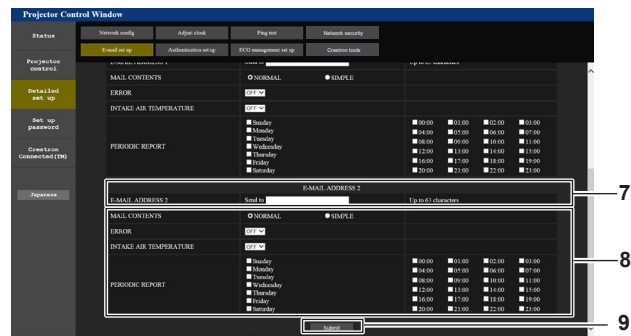 Projector Control Window
Status
Projector control
Detailed set up
Set up password
Crestron Connected(TM)
Japanese
Network config Adjust clock Ping test Network security
E-mail set up Authentication set up ECO management set up Crestron tools
E-MAIL ADDRESS 1 Send to Up to 63 characters
MAIL CONTENTS NORMAL SIMPLE
ERROR OFF
INTAKE AIR TEMPERATURE OFF
PERIODIC REPORT
Sunday 00:00 01:00 02:00 03:00
Monday 04:00 05:00 06:00 07:00
Tuesday 08:00 09:00 10:00 11:00
Wednesday 12:00 13:00 14:00 15:00
Thursday 16:00 17:00 18:00 19:00
Friday 20:00 21:00 22:00 23:00
Saturday
E-MAIL ADDRESS 2
E-MAIL ADDRESS 2 Send to Up to 63 characters
7
MAIL CONTENTS NORMAL SIMPLE
ERROR OFF
INTAKE AIR TEMPERATURE OFF
8
PERIODIC REPORT
Sunday 00:00 01:00 02:00 03:00
Monday 04:00 05:00 06:00 07:00
Tuesday 08:00 09:00 10:00 11:00
Wednesday 12:00 13:00 14:00 15:00
Thursday 16:00 17:00 18:00 19:00
Friday 20:00 21:00 22:00 23:00
Saturday
Submit
9